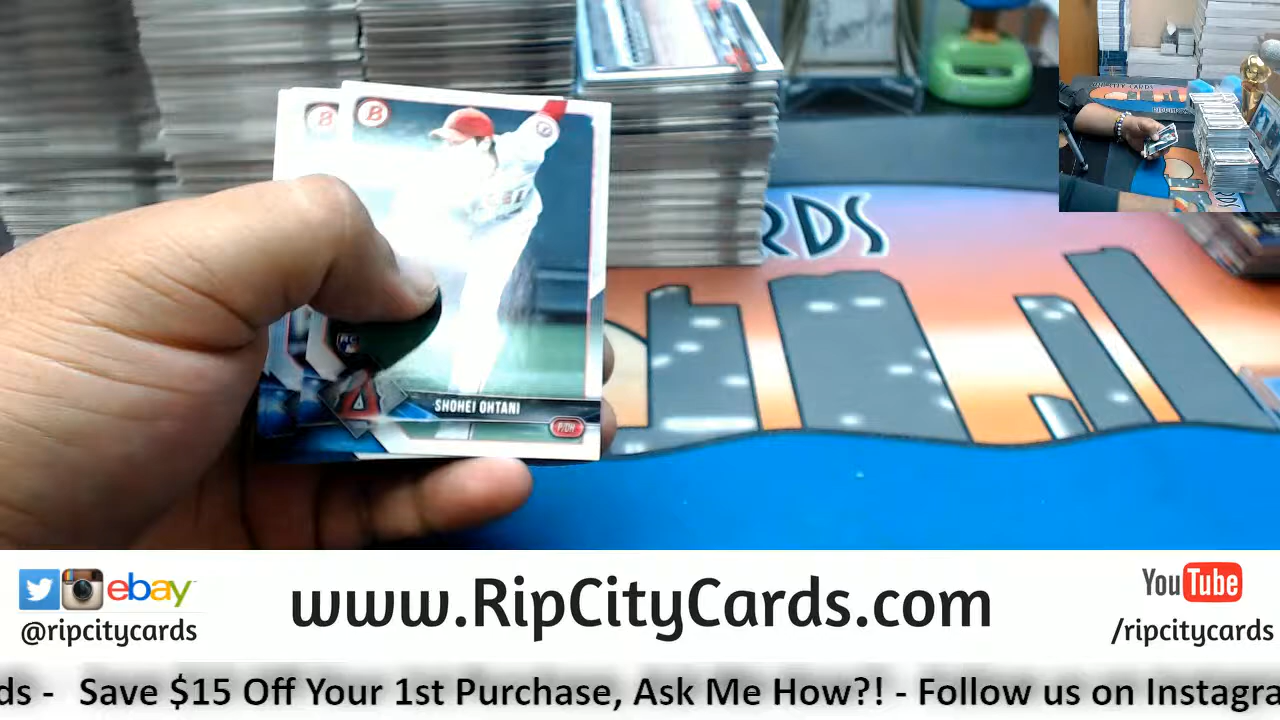 B
B
RC
A
SHOHEI OHTANI
P/DH
RDS
ebay
@ripcitycards
www.RipCityCards.com
YouTube
/ripcitycards
ds - Save $15 Off Your 1st Purchase, Ask Me How?! - Follow us on Instagra